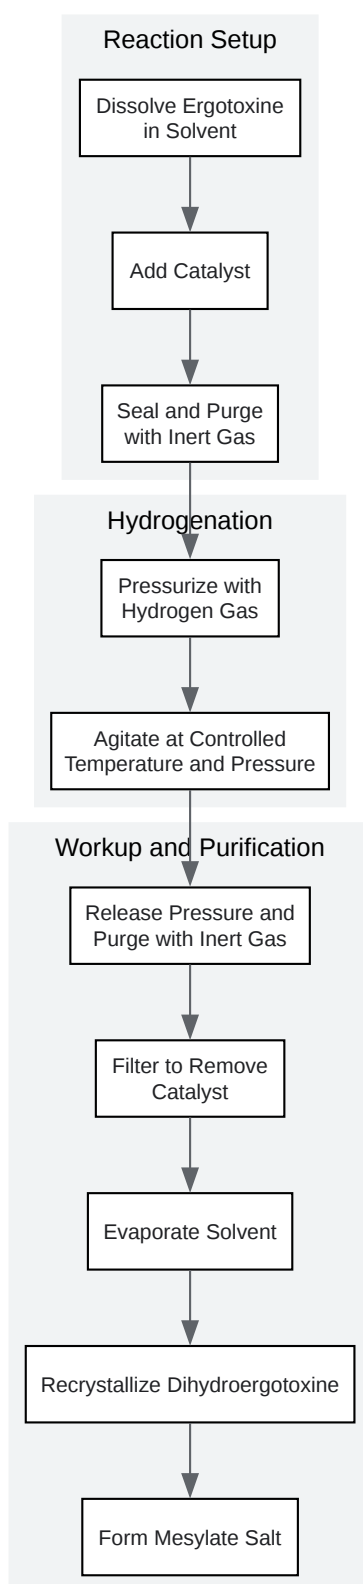 Reaction Setup
Dissolve Ergotoxine
in Solvent
Add Catalyst
Seal and Purge
with Inert Gas
Hydrogenation
Pressurize with
Hydrogen Gas
Agitate at Controlled
Temperature and Pressure
Workup and Purification
Release Pressure and
Purge with Inert Gas
Filter to Remove
Catalyst
Evaporate Solvent
Recrystallize Dihydroergotoxine
Form Mesylate Salt